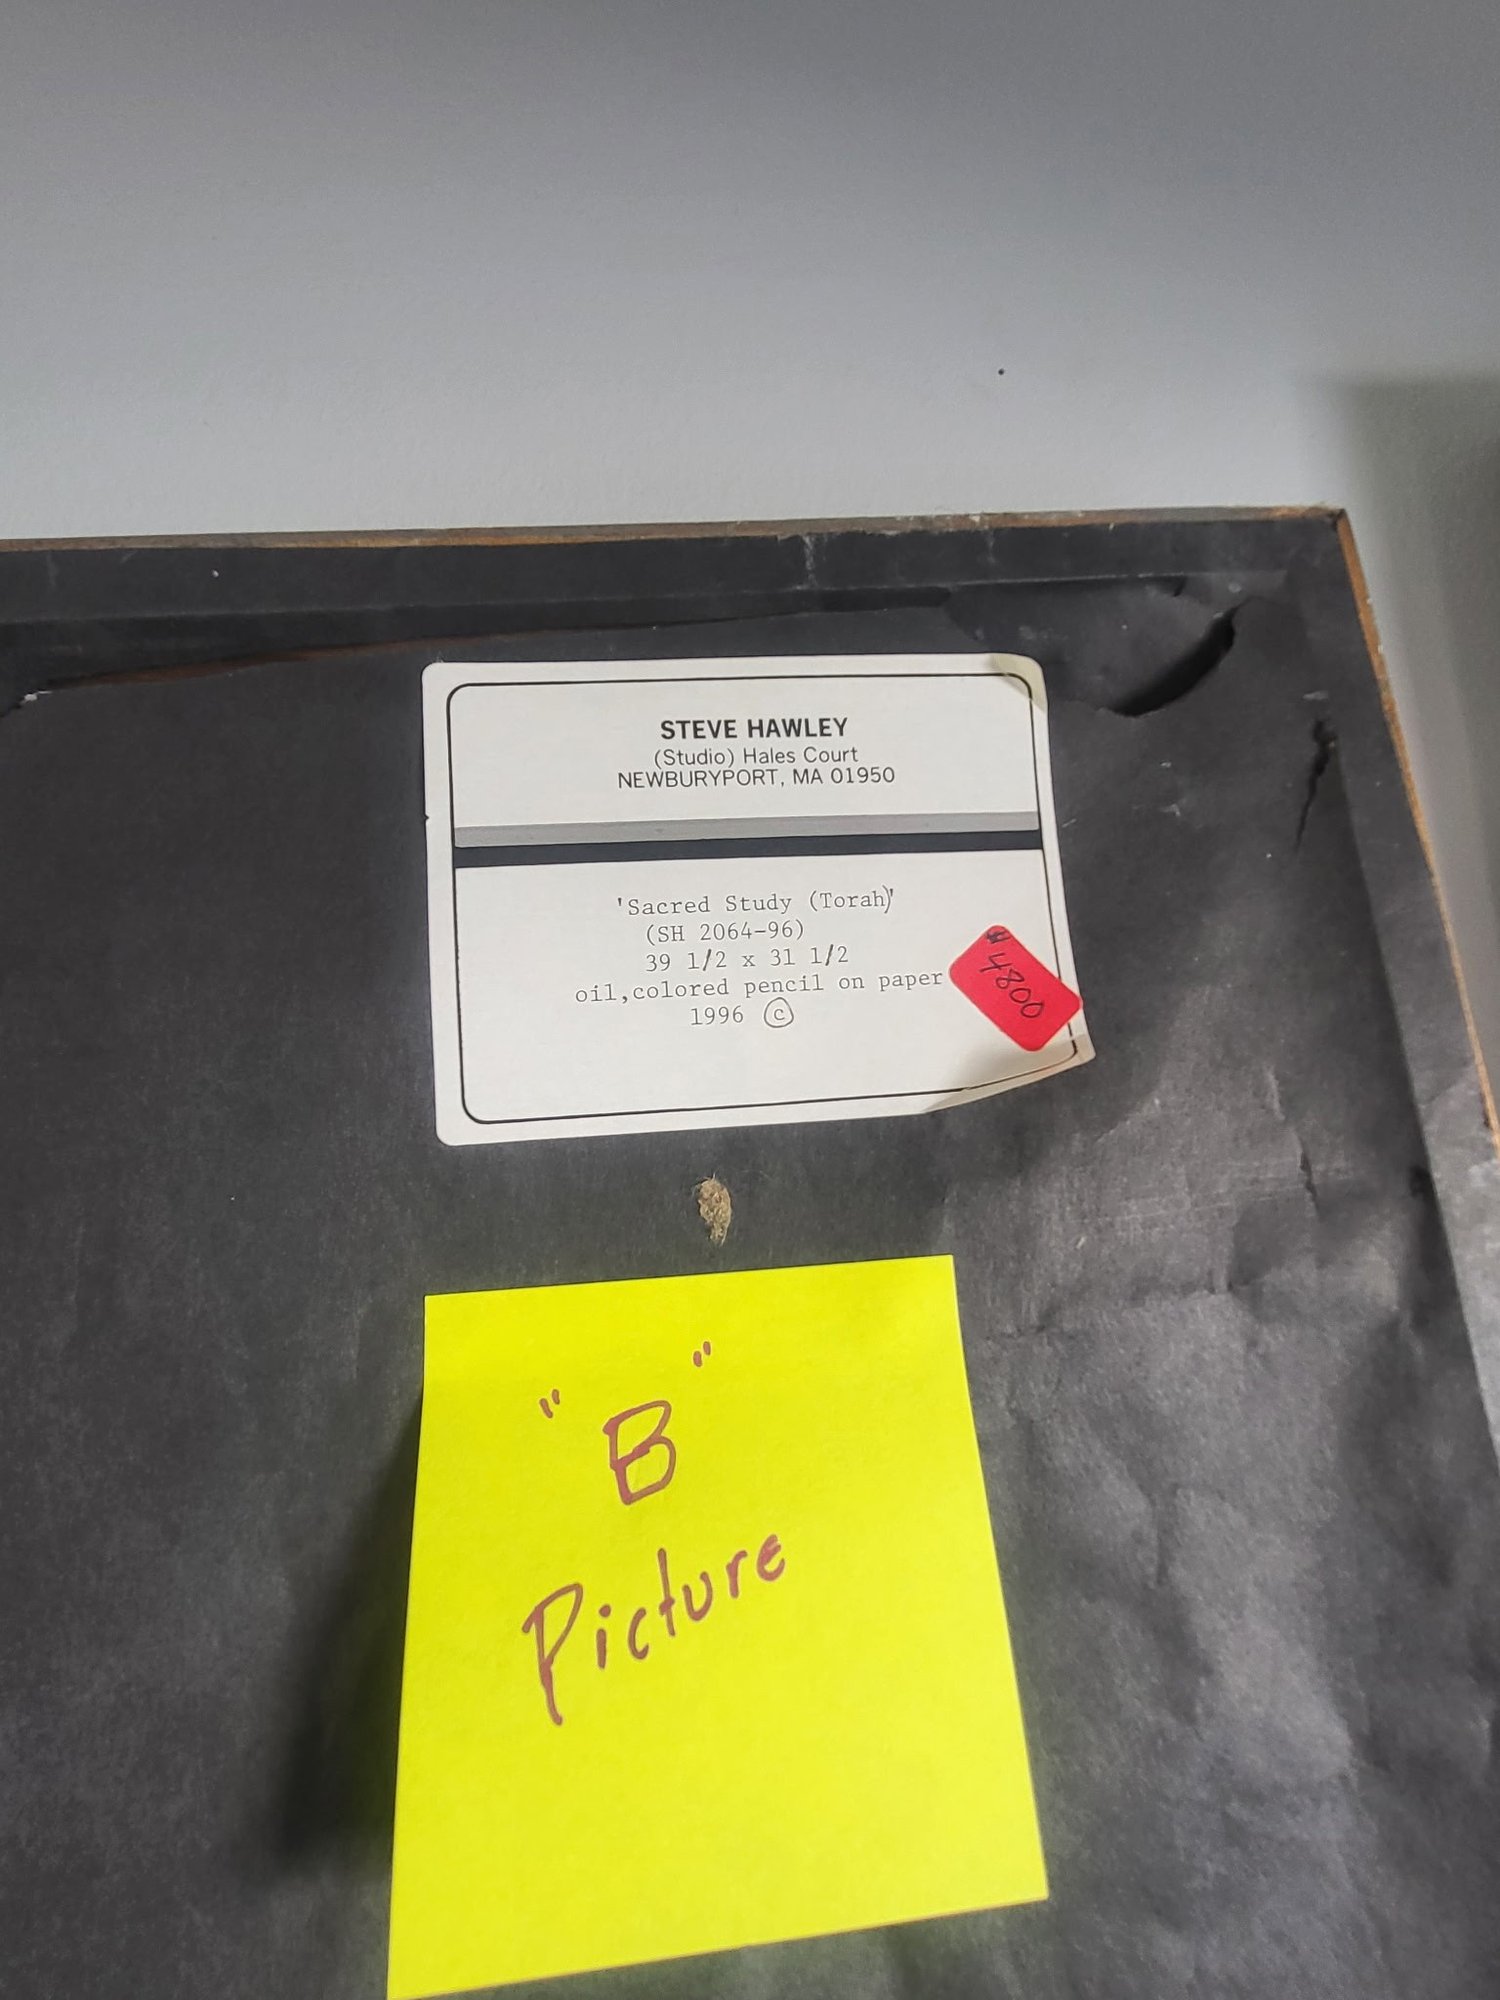 STEVE HAWLEY
(Studio) Hales Court
NEWBURYPORT, MA 01950
'Sacred Study (Torah)'
(SH 2064-96)
39 1/2 x 31 1/2
oil,colored pencil on paper
1996 ©
4800
"B"
Picture